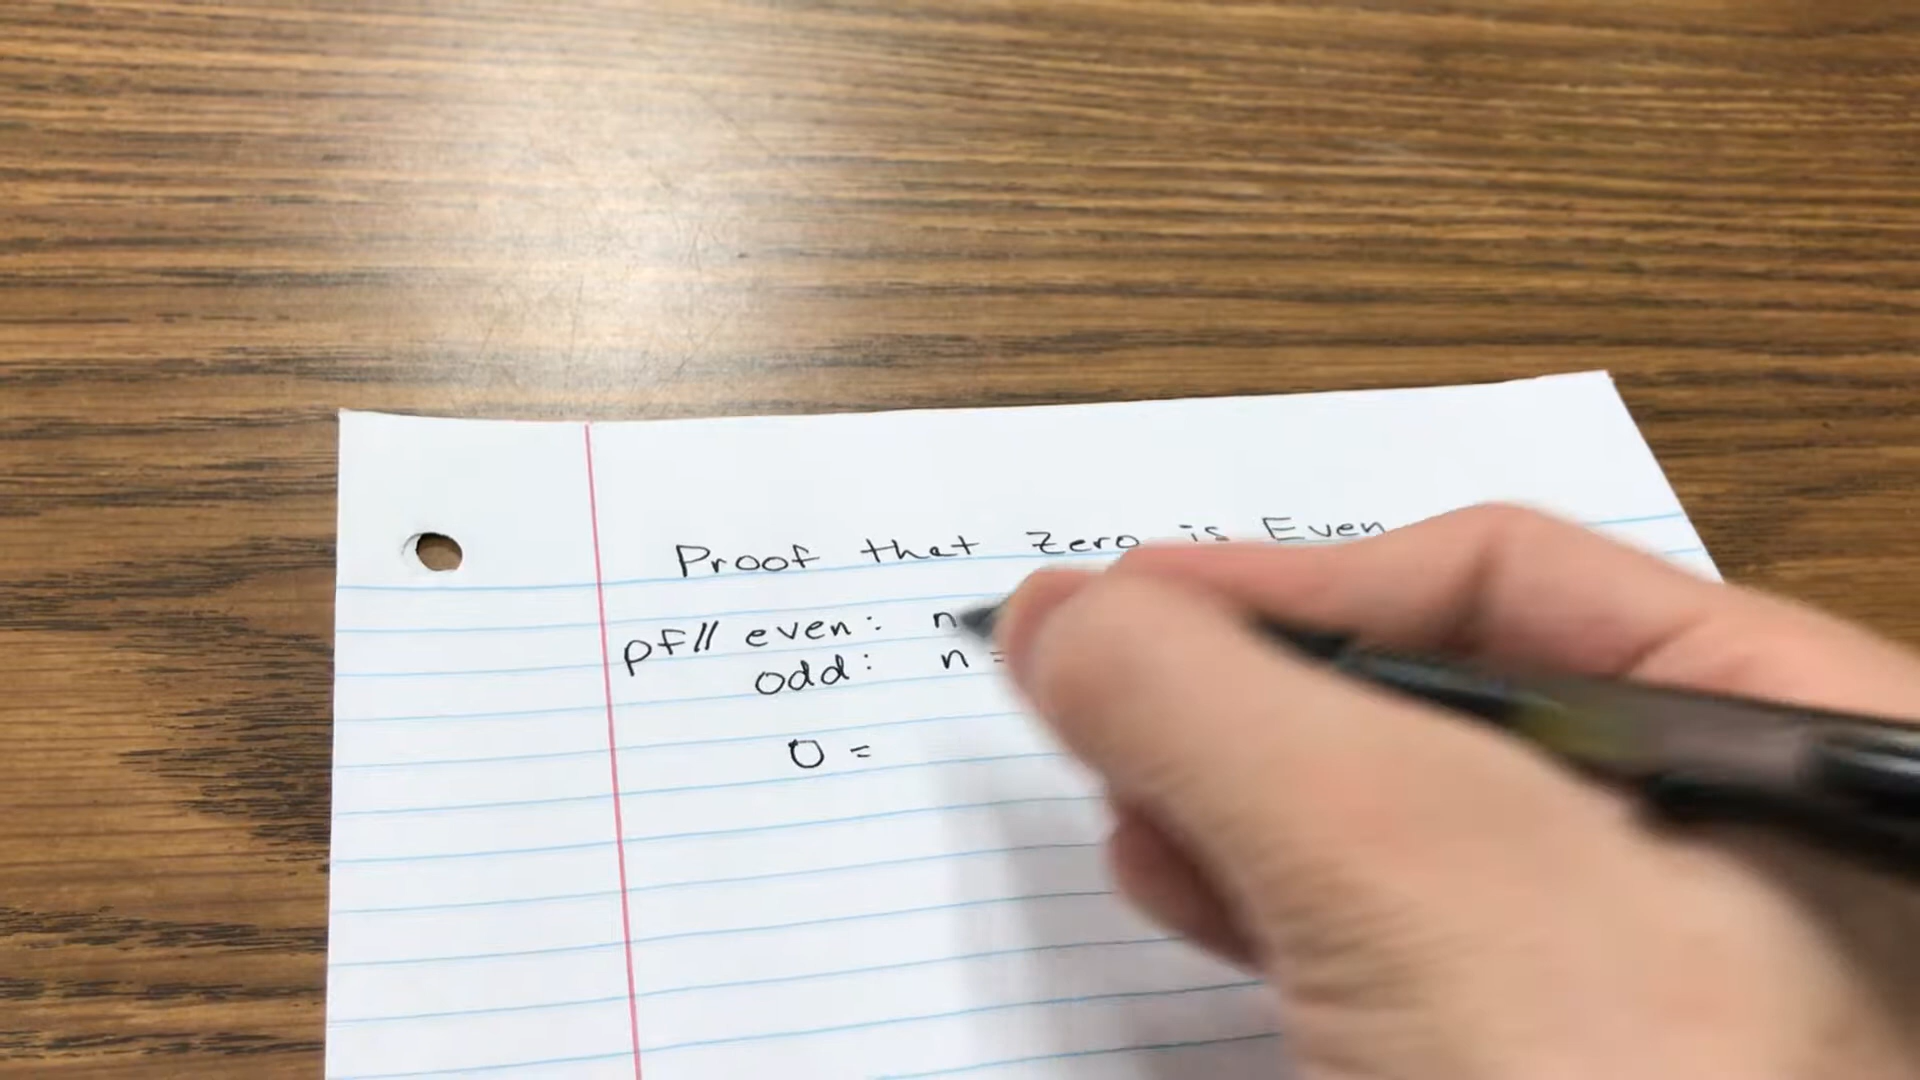 Proof that Zero is Even
pf// even: n
odd: n =
0 =